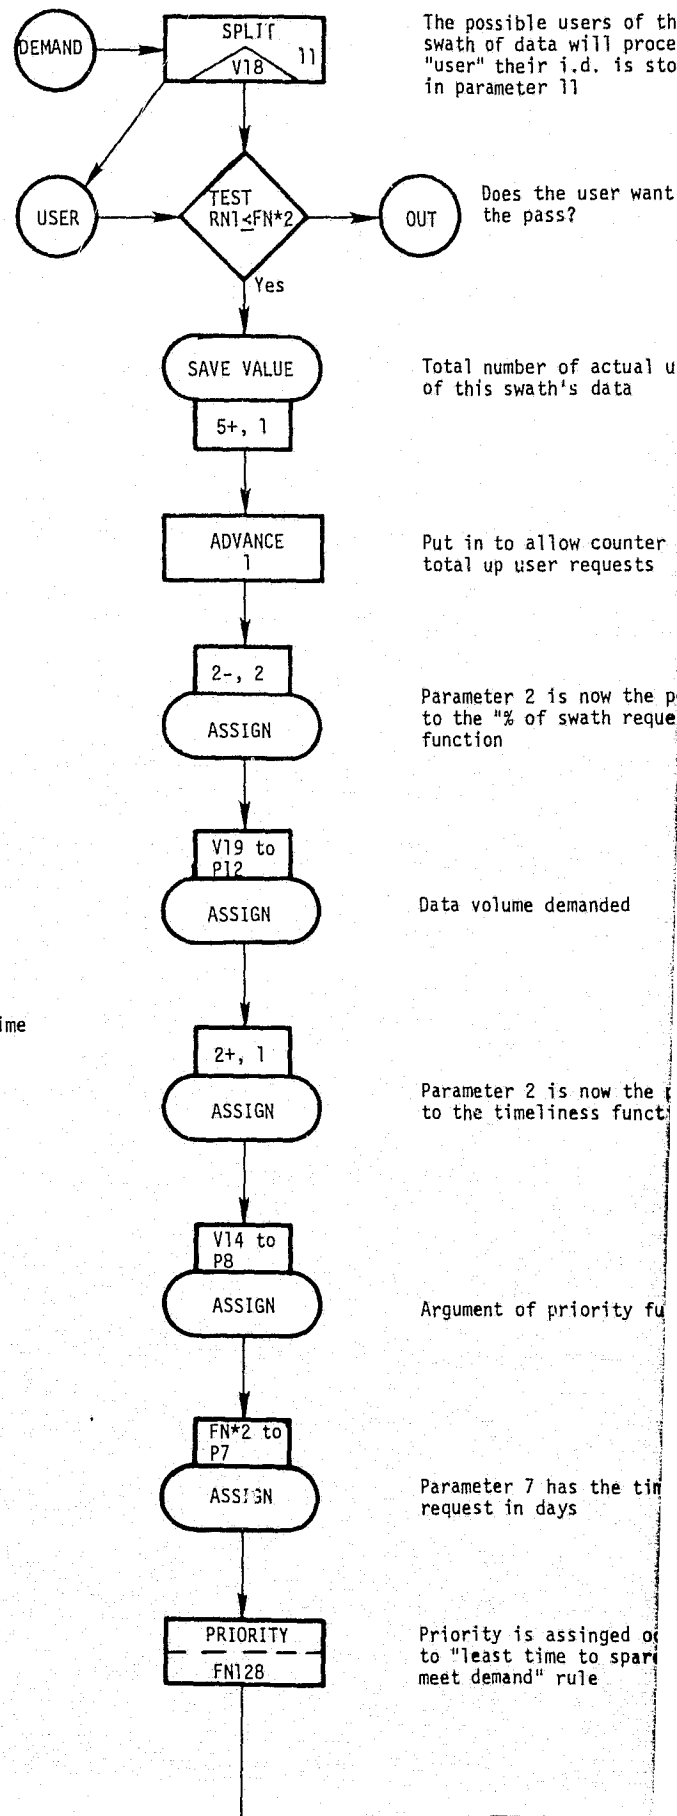 DEMAND
SPLIT
11
V18
The possible users of th
swath of data will proce
"user" their i.d. is sto
in parameter 11
USER
TEST
RN1≤FN*2
OUT
Does the user want
the pass?
Yes
SAVE VALUE
5+, 1
Total number of actual u
of this swath's data
ADVANCE
1
Put in to allow counter
total up user requests
2-, 2
ASSIGN
Parameter 2 is now the p
to the "% of swath reque
function
V19 to
P12
ASSIGN
Data volume demanded
ime
2+, 1
ASSIGN
Parameter 2 is now the
to the timeliness funct
V14 to
P8
ASSIGN
Argument of priority fu
FN*2 to
P7
ASSIGN
Parameter 7 has the tim
request in days
PRIORITY
FN128
Priority is assinged
to "least time to spare
meet demand" rule